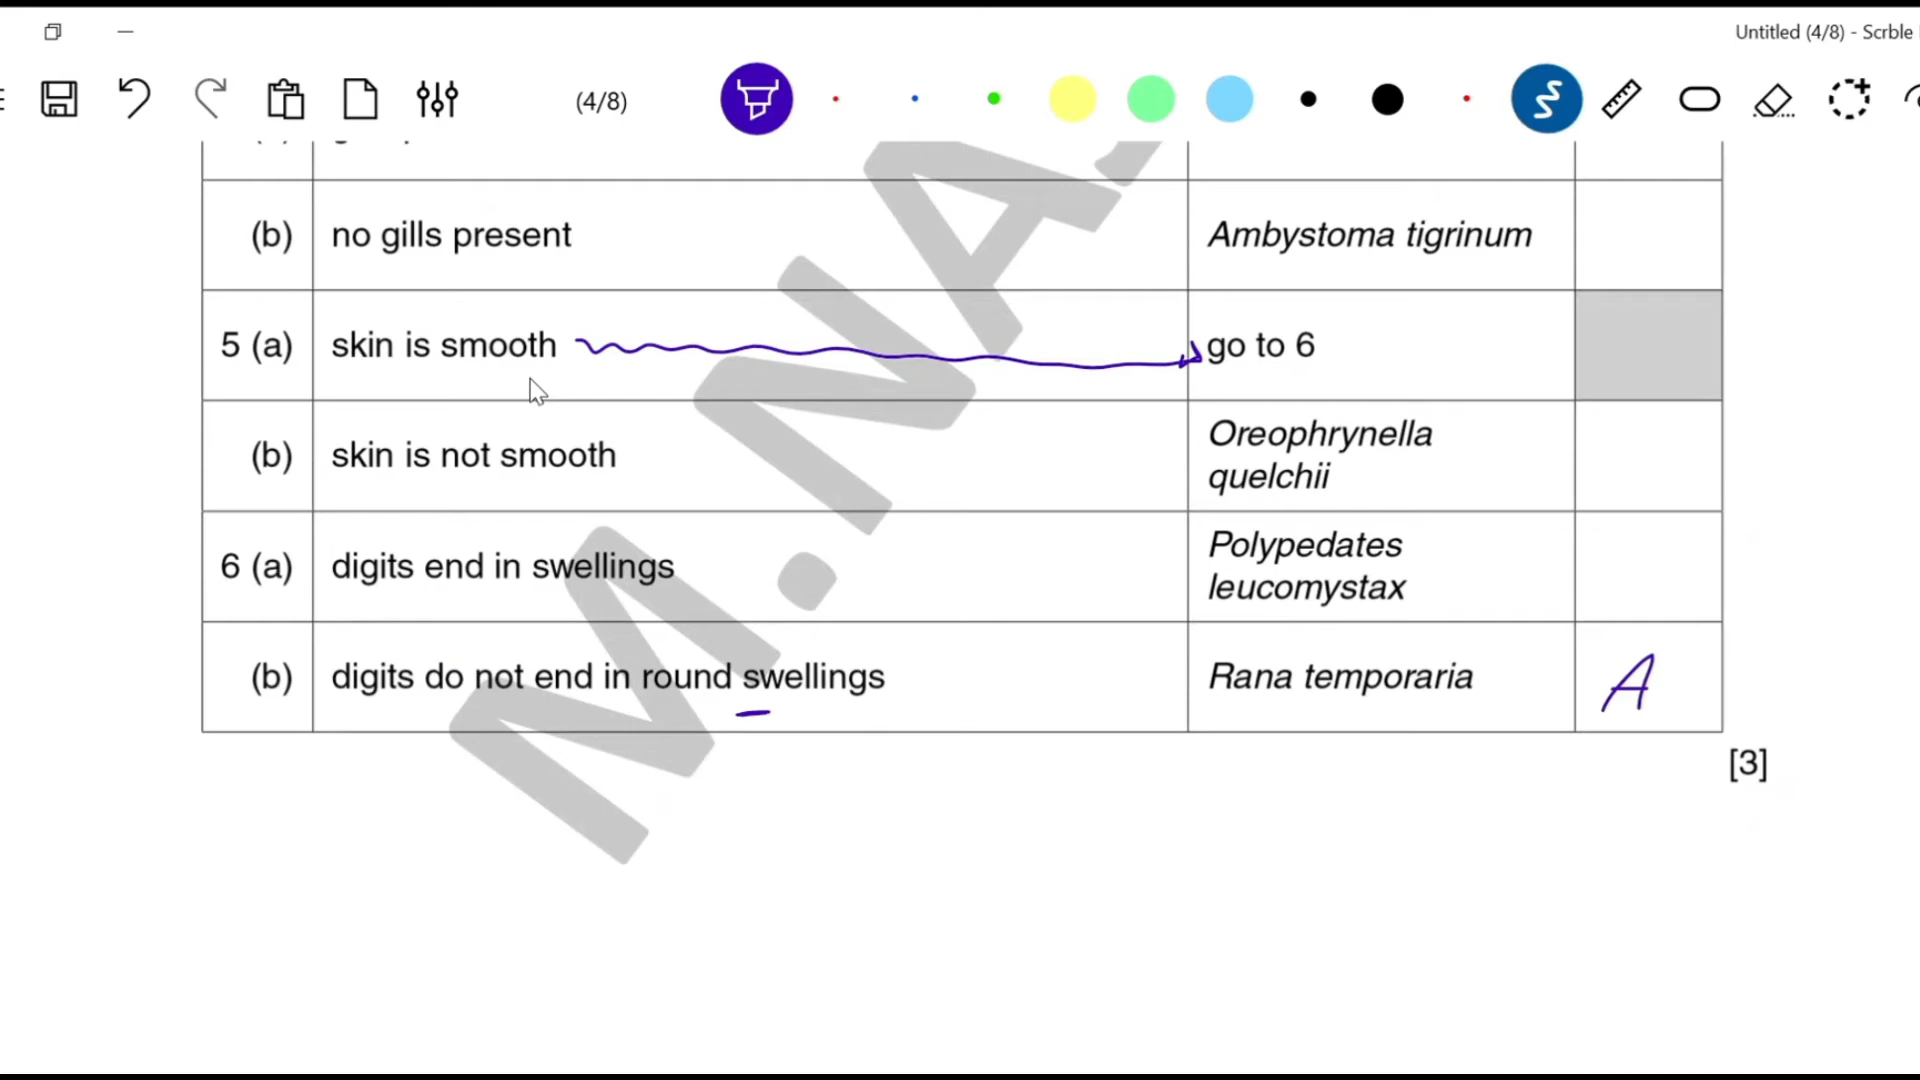 Untitled (4/8) - Scrble
(4/8)
(b) no gills present Ambystoma tigrinum
5 (a) skin is smooth go to 6
(b) skin is not smooth Oreophrynella
quelchii
6 (a) digits end in swellings Polypedates
leucomystax
(b) digits do not end in round swellings Rana temporaria A
[3]
M.NA